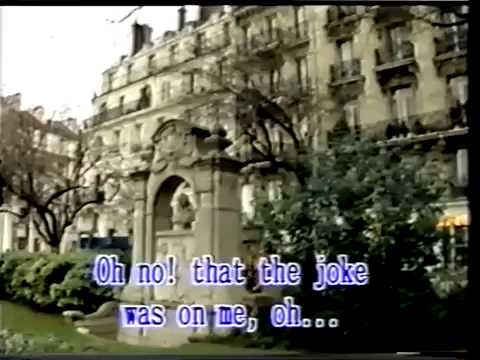 Oh no! that the joke
was on me, oh...